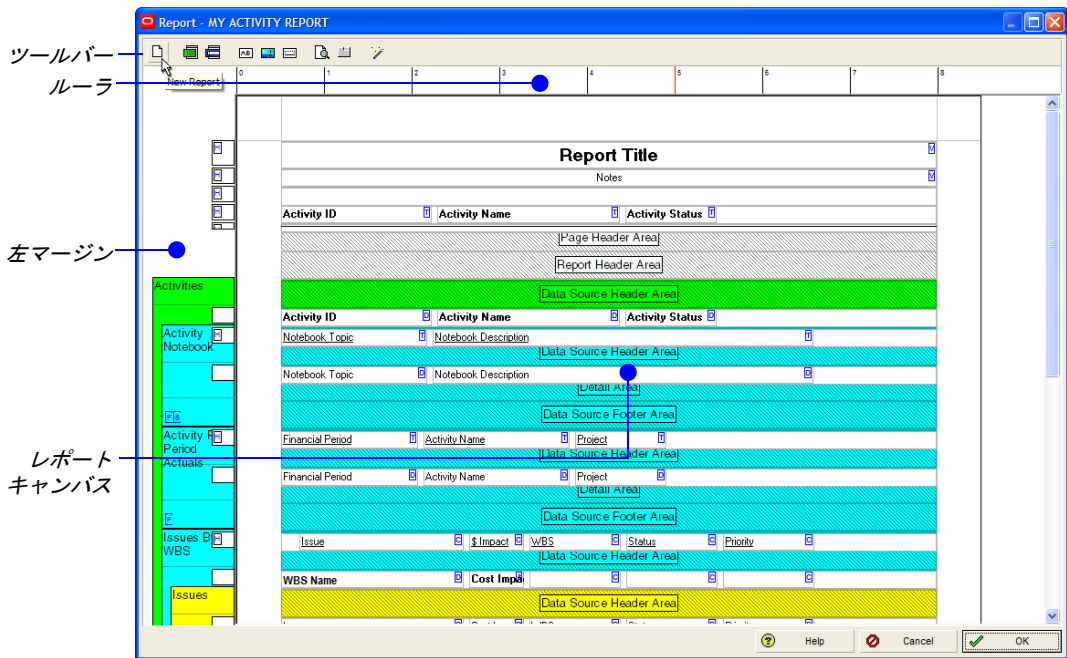 Report - MY ACTIVITY REPORT
ツールバー
ルーラ
New Report
0 1 2 3 4 5 6 7 8
Report Title M
H
Notes M
H
H
H
Activity ID T Activity Name T Activity Status T
左マージン
Page Header Area
Report Header Area
Activities
Data Source Header Area
Activity ID D Activity Name D Activity Status D
Activity Notebook
H
Notebook Topic T Notebook Description T
Data Source Header Area
Notebook Topic D Notebook Description D
Detail Area
F S
Data Source Footer Area
Activity
Period
Actuals
H
Financial Period T Activity Name T Project T
レポート
キャンバス
Data Source Header Area
Financial Period D Activity Name D Project D
Detail Area
F
Data Source Footer Area
Issues
WBS
H
Issue C $ Impact C WBS C Status C Priority C
Data Source Header Area
WBS Name D Cost C C C
Issues
Data Source Header Area
Help
Cancel
OK